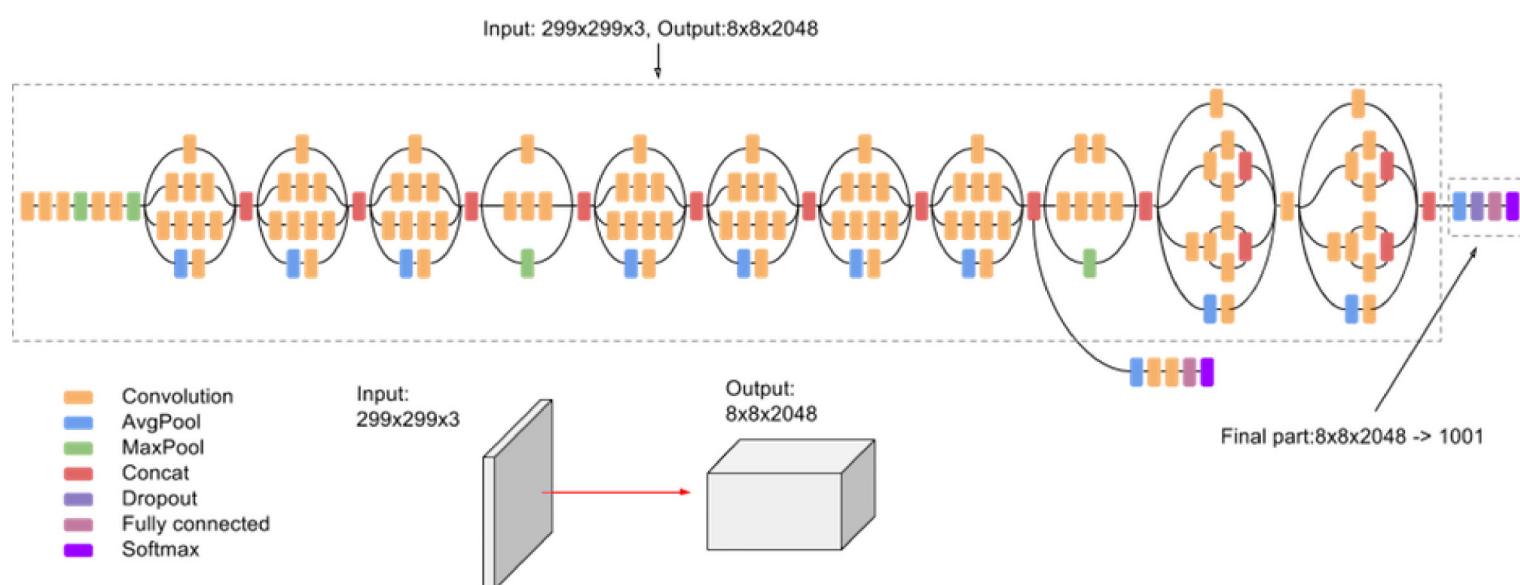 Input: 299x299x3, Output:8x8x2048
Convolution
AvgPool
MaxPool
Concat
Dropout
Fully connected
Softmax
Input:
299x299x3
Output:
8x8x2048
Final part:8x8x2048 -> 1001